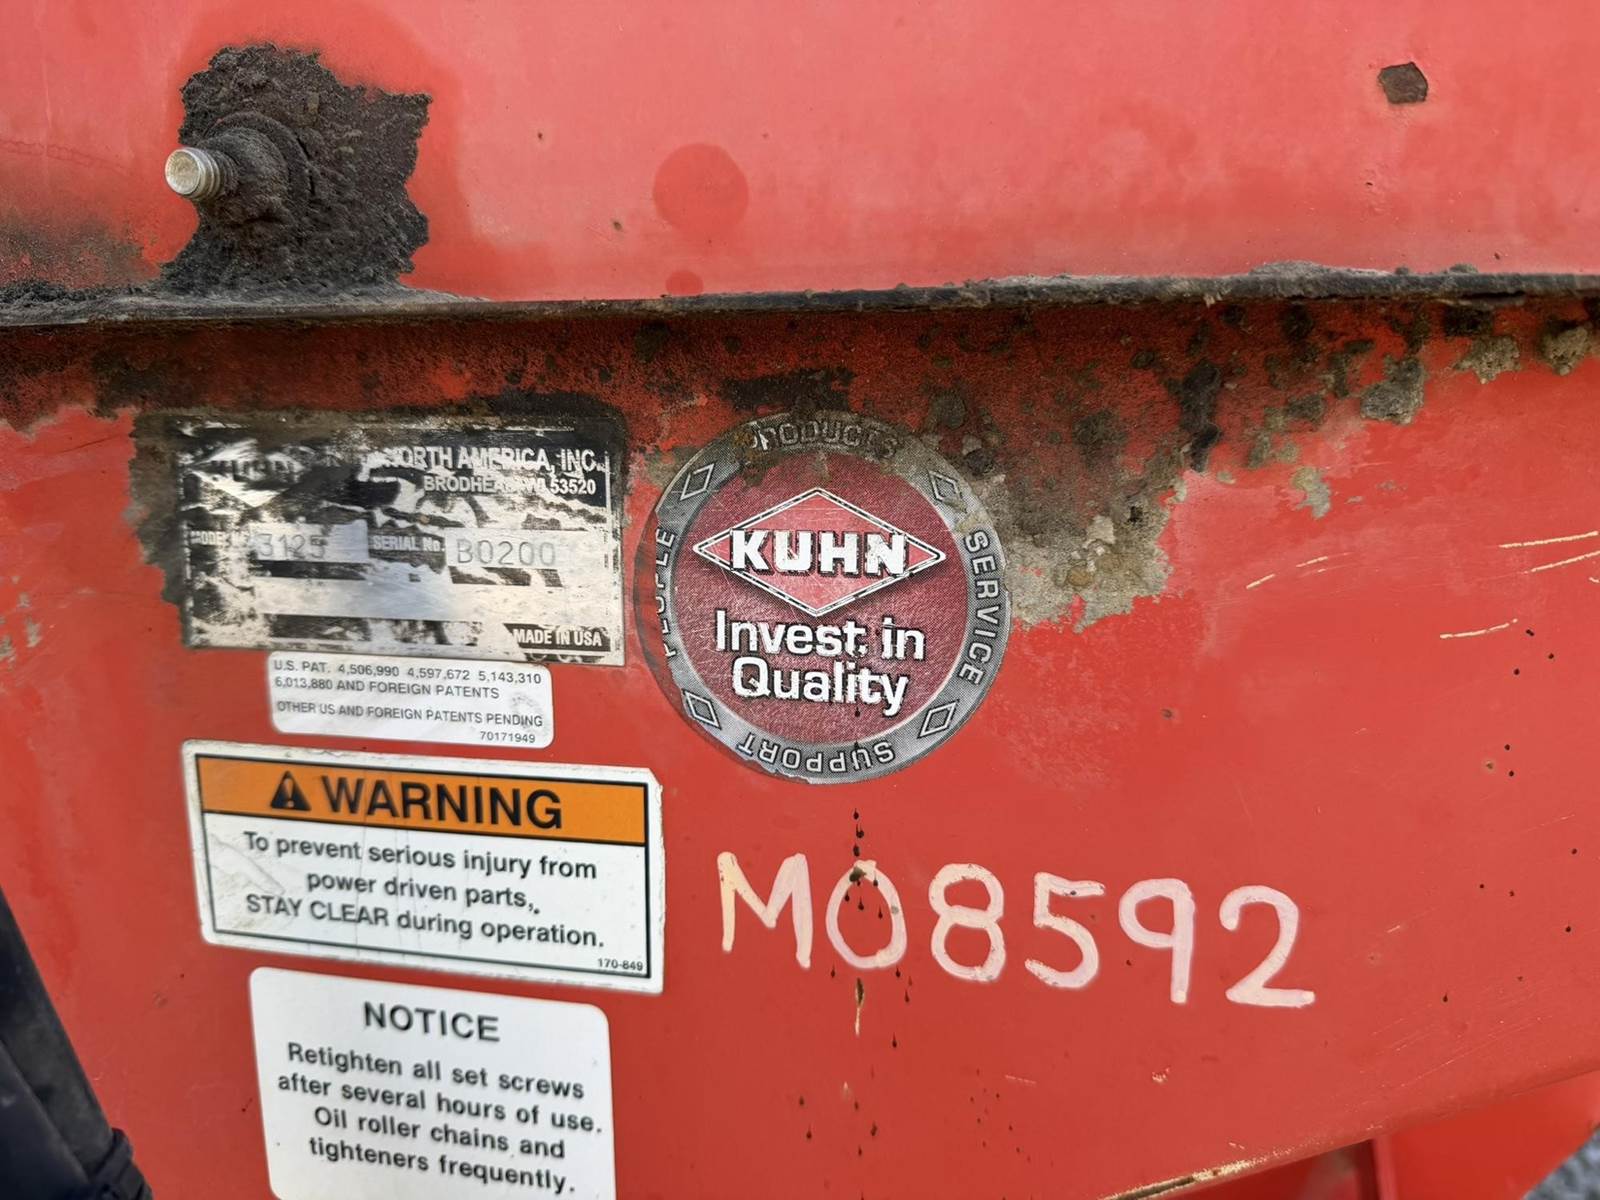 NORTH AMERICA, INC.
BRODHEAD, WI 53520
MODEL No. 3125 SERIAL No. B0200
MADE IN USA
U.S. PAT. 4,506,990 4,597,672 5,143,310
6,013,880 AND FOREIGN PATENTS
OTHER US AND FOREIGN PATENTS PENDING
70171949
PRODUCTS
SERVICE
SUPPORT
PEOPLE
KUHN
Invest in
Quality
WARNING
To prevent serious injury from
power driven parts,
STAY CLEAR during operation.
170-849
M08592
NOTICE
Retighten all set screws
after several hours of use.
Oil roller chains and
tighteners frequently.